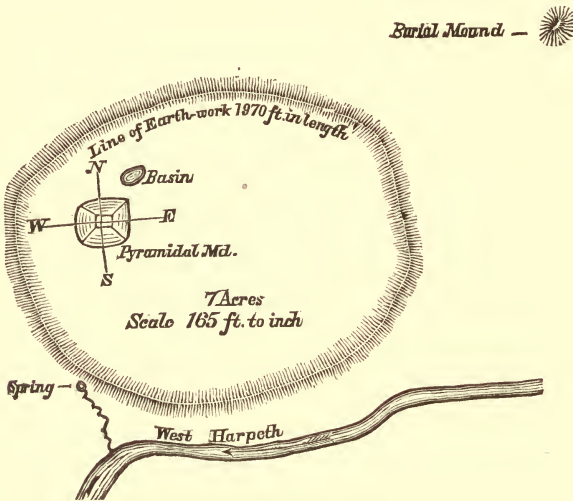 Burial Mound
Line of Earth-work 1970 ft. in length
N
Basin
W
E
Pyramidal Md.
S
7 Acres
Scale 165 ft. to inch
Spring
West Harpeth